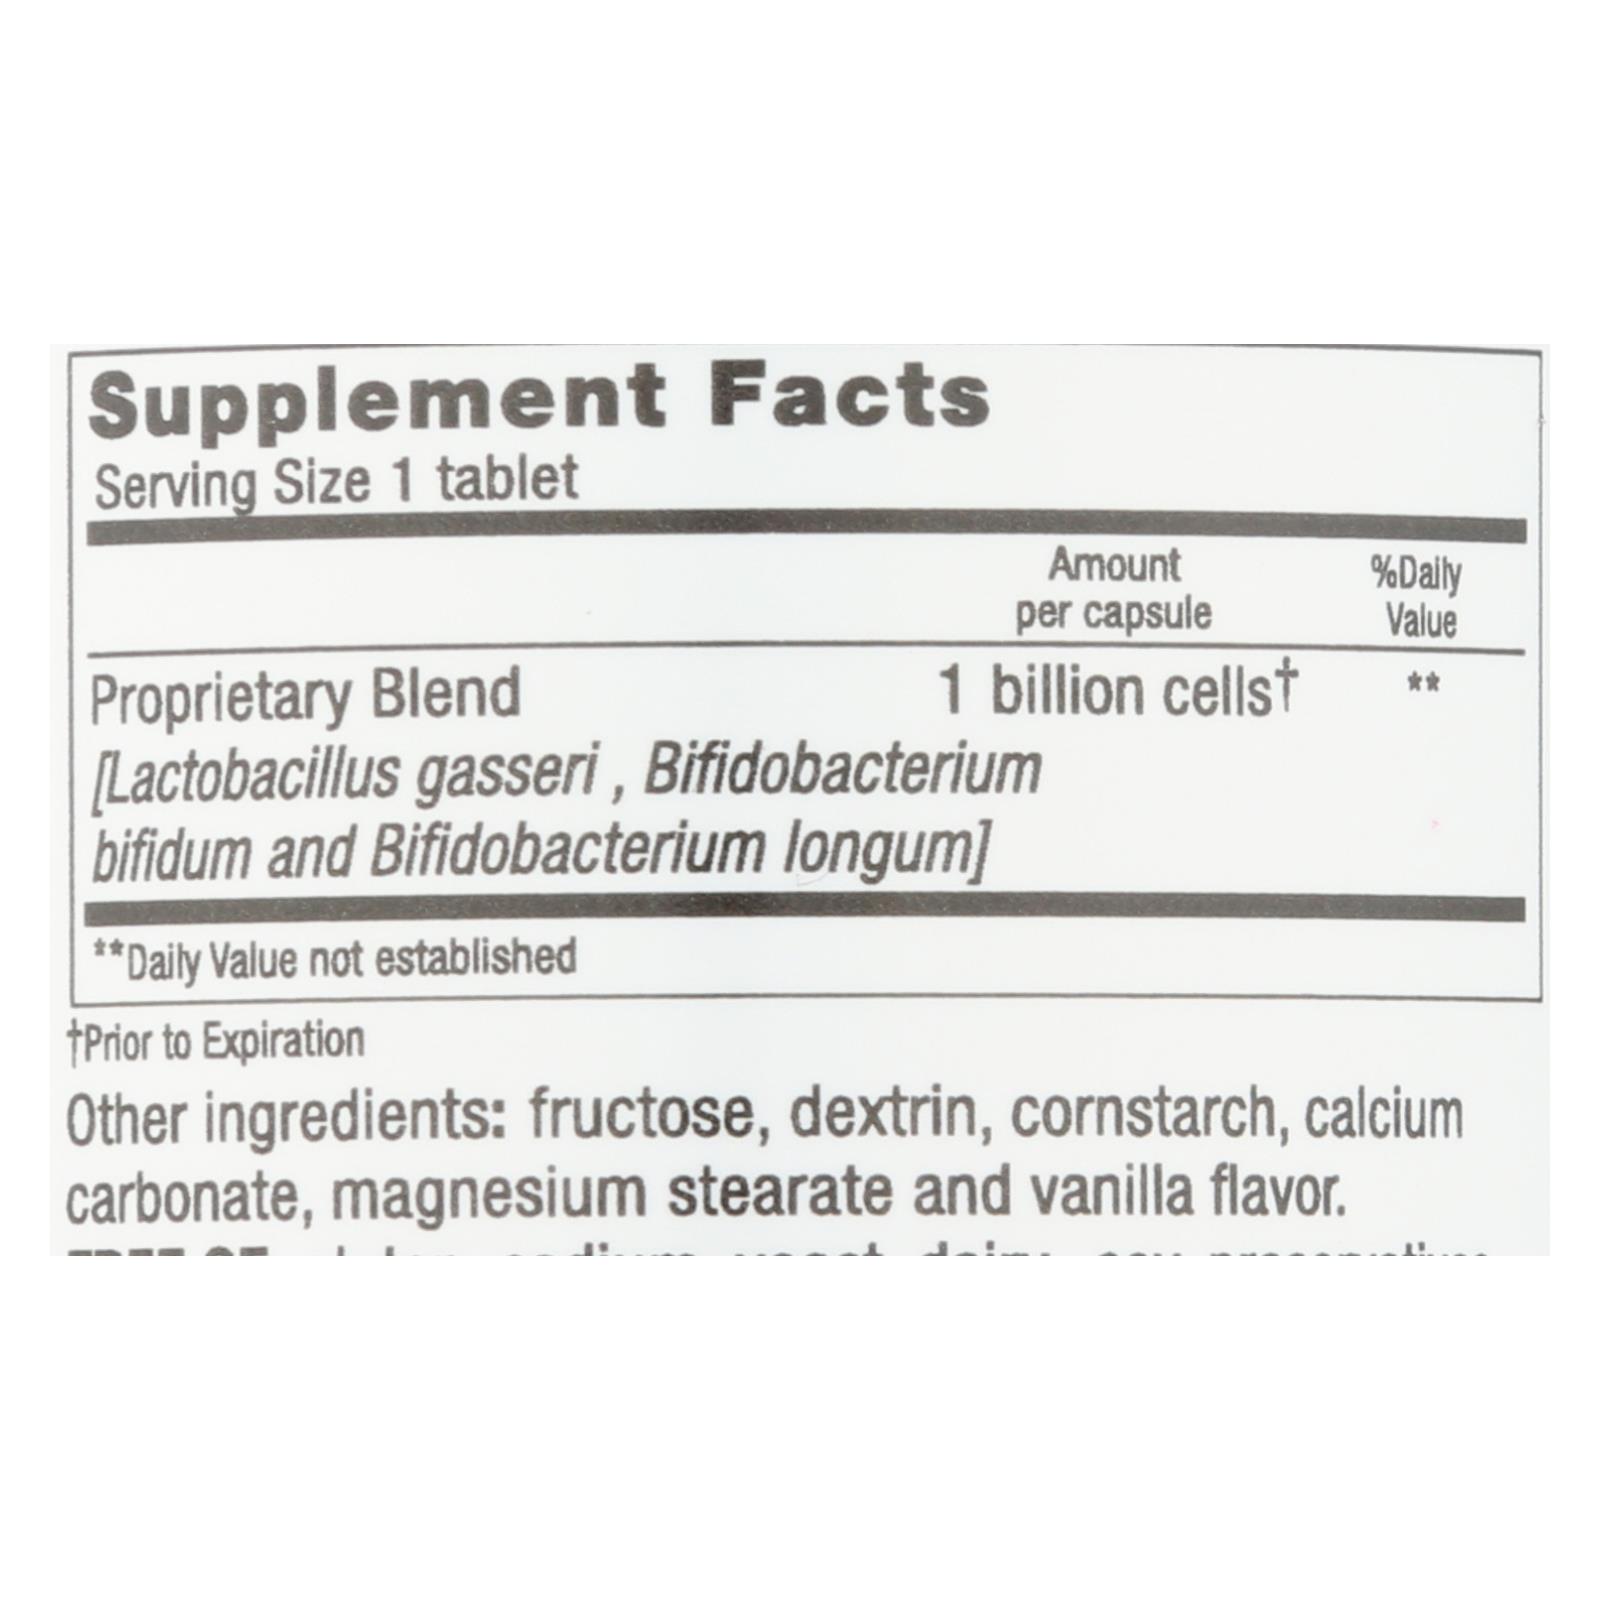 Supplement Facts
Serving Size 1 tablet
Amount
per capsule
%Daily
Value
Proprietary Blend 1 billion cells† **
[Lactobacillus gasseri , Bifidobacterium
bifidum and Bifidobacterium longum]
**Daily Value not established
†Prior to Expiration
Other ingredients: fructose, dextrin, cornstarch, calcium
carbonate, magnesium stearate and vanilla flavor.